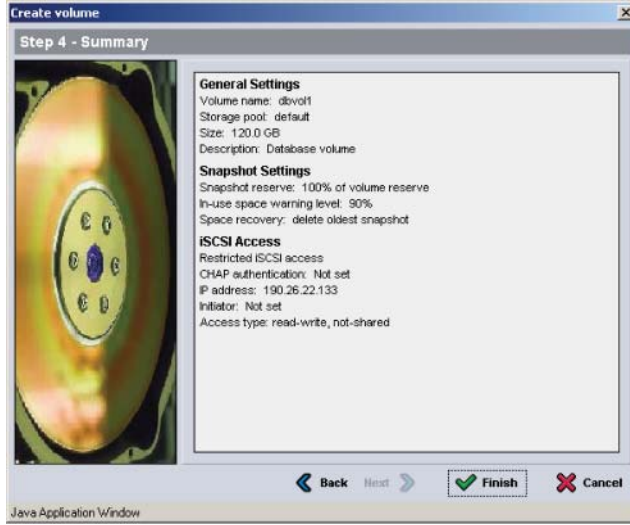 Create volume
Step 4 - Summary
General Settings
Volume name: dbvol1
Storage pool: default
Size: 120.0 GB
Description: Database volume
Snapshot Settings
Snapshot reserve: 100% of volume reserve
In-use space warning level: 90%
Space recovery: delete oldest snapshot
iSCSI Access
Restricted iSCSI access
CHAP authentication: Not set
IP address: 190.26.22.133
Initiator: Not set
Access type: read-write, not-shared
Back Next Finish Cancel
Java Application Window